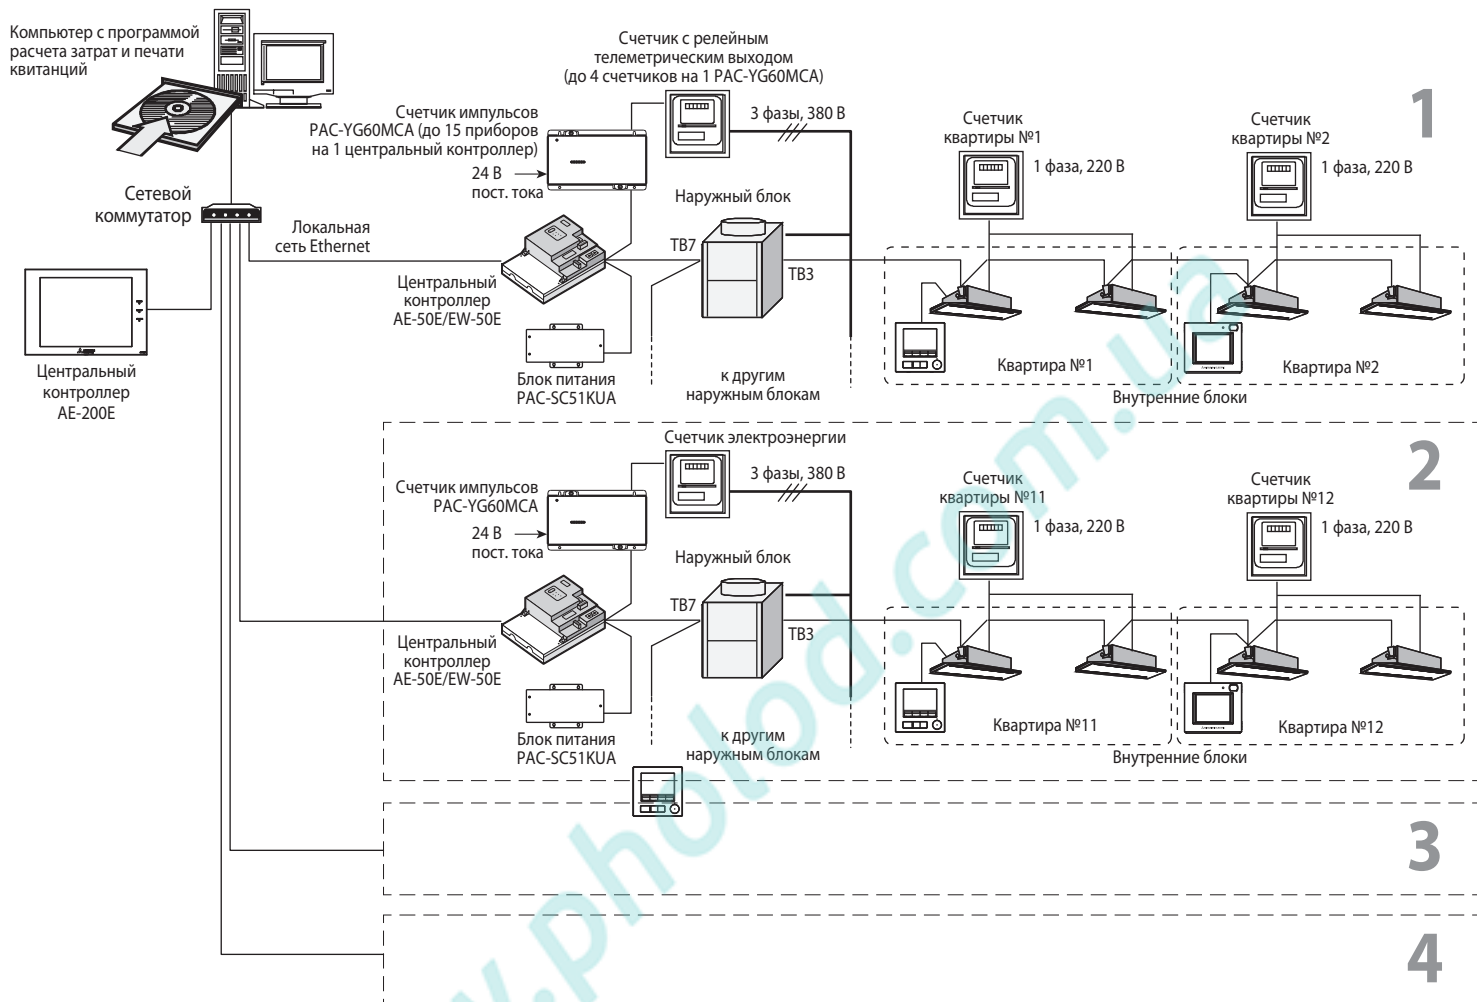 Компьютер с программой
расчета затрат и печати
квитанций
Сетевой
коммутатор
Локальная
сеть Ethernet
Центральный
контроллер
AE-200E
Счетчик с релейным
телеметрическим выходом
(до 4 счетчиков на 1 PAC-YG60MCA)
Счетчик импульсов
PAC-YG60MCA (до 15 приборов
на 1 центральный контроллер)
24 В
пост. тока
3 фазы, 380 В
Наружный блок
TB7
TB3
Центральный
контроллер
AE-50E/EW-50E
Блок питания
PAC-SC51KUA
к другим
наружным блокам
Счетчик
квартиры №1
1 фаза, 220 В
Счетчик
квартиры №2
1 фаза, 220 В
Квартира №1
Квартира №2
Внутренние блоки
1
Счетчик электроэнергии
Счетчик импульсов
PAC-YG60MCA
24 В
пост. тока
3 фазы, 380 В
Наружный блок
TB7
TB3
Центральный
контроллер
AE-50E/EW-50E
Блок питания
PAC-SC51KUA
к другим
наружным блокам
Счетчик
квартиры №11
1 фаза, 220 В
Счетчик
квартиры №12
1 фаза, 220 В
Квартира №11
Квартира №12
Внутренние блоки
2
3
4
w.pholod.com.ua